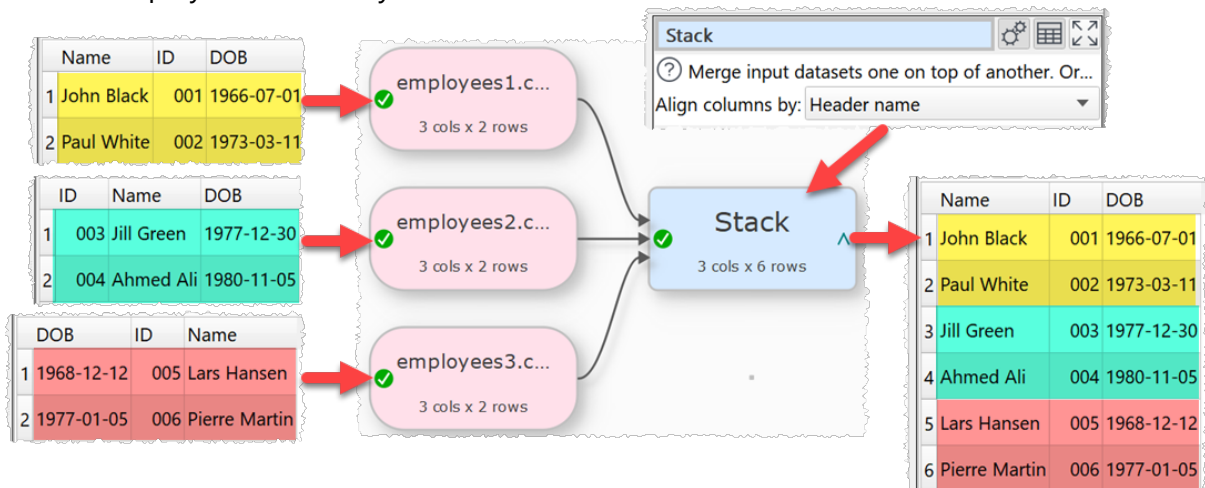 Stack
? Merge input datasets one on top of another. Or...
Align columns by: Header name
Name ID DOB
1 John Black 001 1966-07-01
2 Paul White 002 1973-03-11
employees1.c...
3 cols x 2 rows
ID Name DOB
1 003 Jill Green 1977-12-30
2 004 Ahmed Ali 1980-11-05
employees2.c...
3 cols x 2 rows
DOB ID Name
1 1968-12-12 005 Lars Hansen
2 1977-01-05 006 Pierre Martin
employees3.c...
3 cols x 2 rows
Stack
3 cols x 6 rows
Name ID DOB
1 John Black 001 1966-07-01
2 Paul White 002 1973-03-11
3 Jill Green 003 1977-12-30
4 Ahmed Ali 004 1980-11-05
5 Lars Hansen 005 1968-12-12
6 Pierre Martin 006 1977-01-05